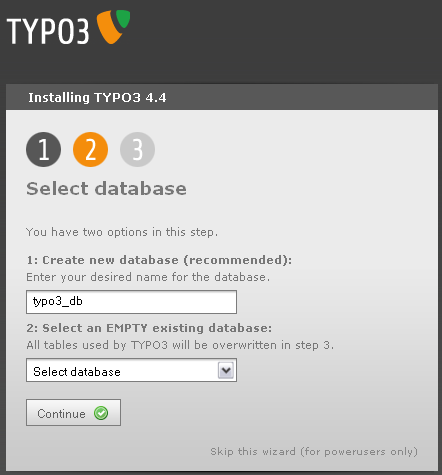 TYPO3
Installing TYPO3 4.4
1 2 3
Select database
You have two options in this step.
1: Create new database (recommended):
Enter your desired name for the database.
typo3_db
2: Select an EMPTY existing database:
All tables used by TYPO3 will be overwritten in step 3.
Select database
Continue
Skip this wizard (for powerusers only)